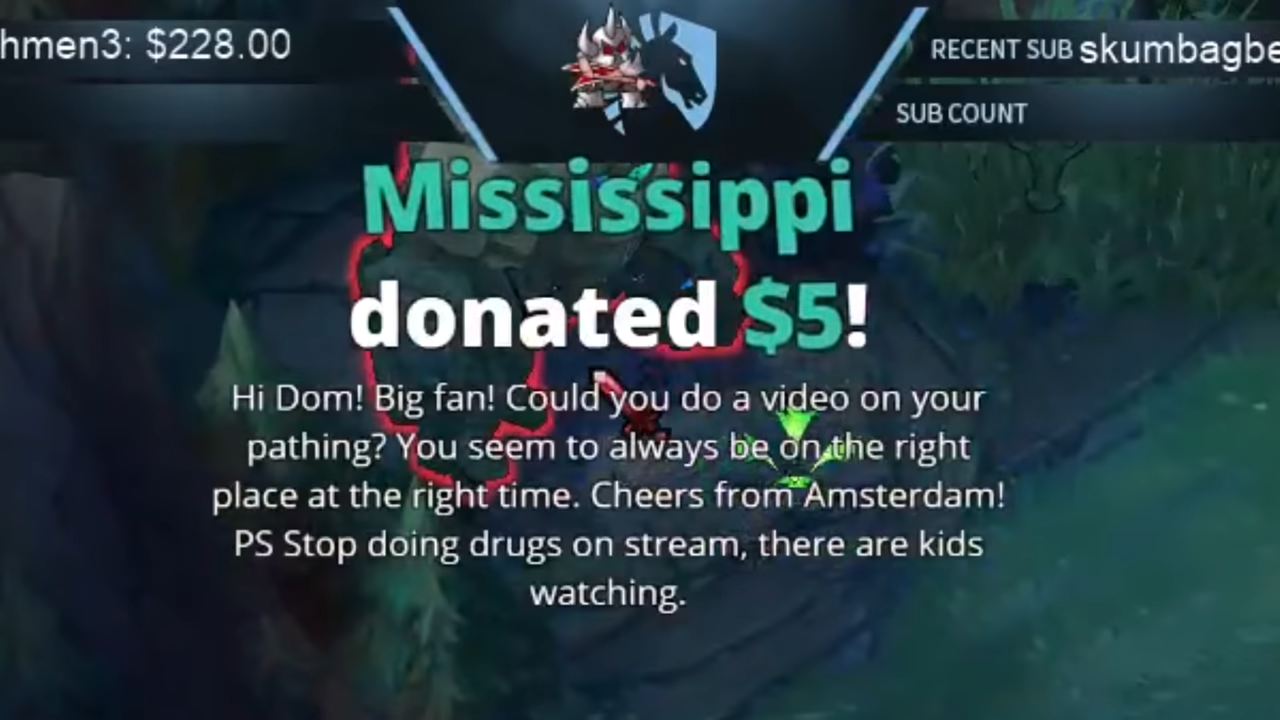 hmen3: $228.00
RECENT SUB skumbagbe
SUB COUNT
Mississippi
donated $5!
Hi Dom! Big fan! Could you do a video on your
pathing? You seem to always be on the right
place at the right time. Cheers from Amsterdam!
PS Stop doing drugs on stream, there are kids
watching.